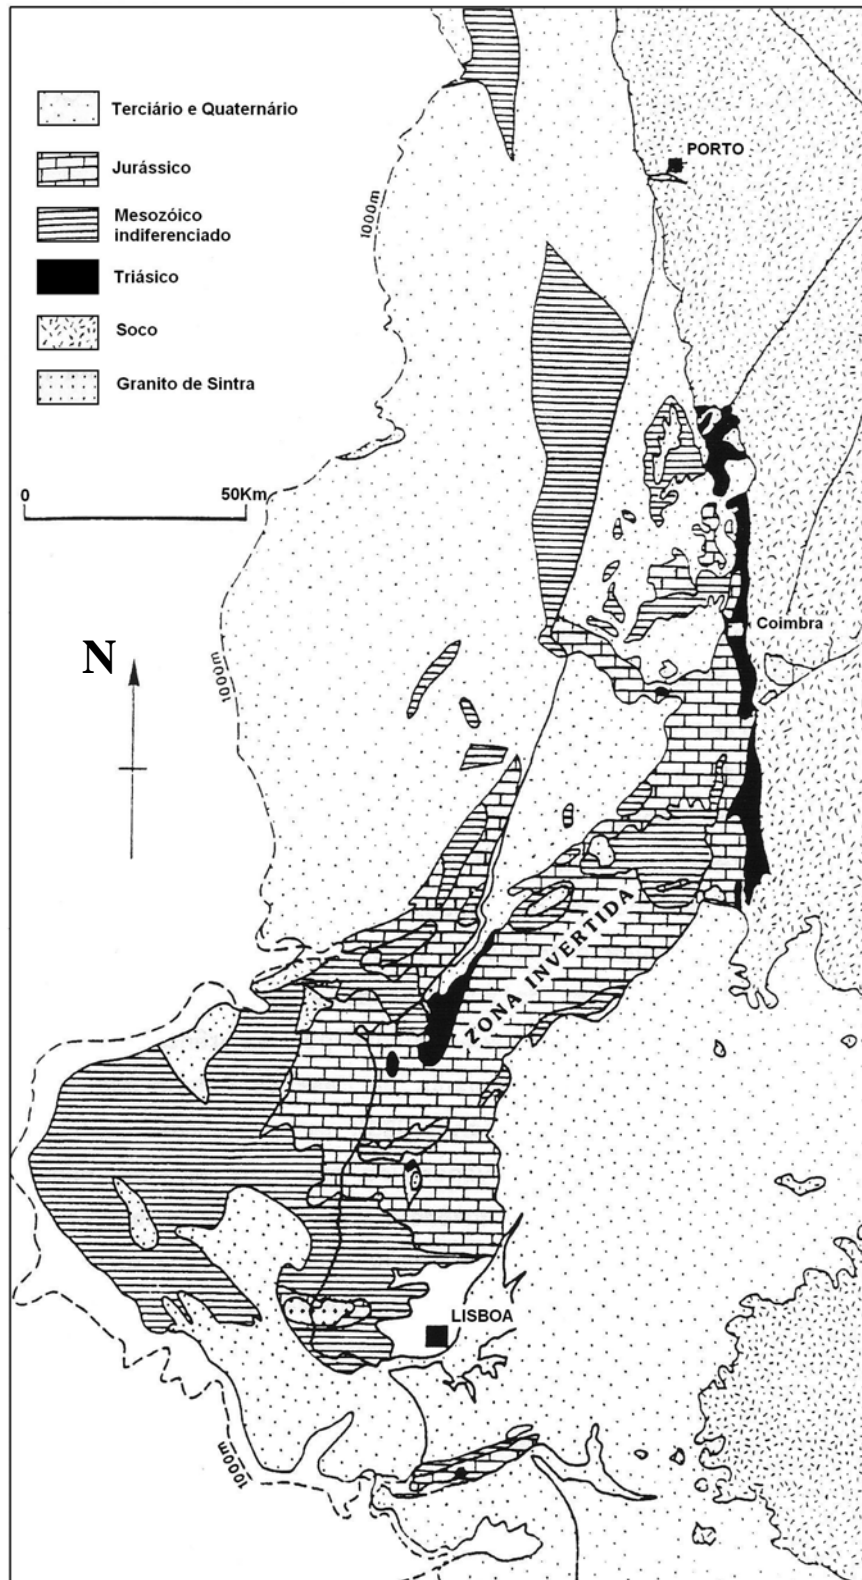 Terciário e Quaternário
Jurássico
Mesozóico
indiferenciado
Triásico
Soco
Granito de Sintra
0 50Km
N
PORTO
1000m
Coimbra
1000m
ZONA INVERTIDA
LISBOA
1000m